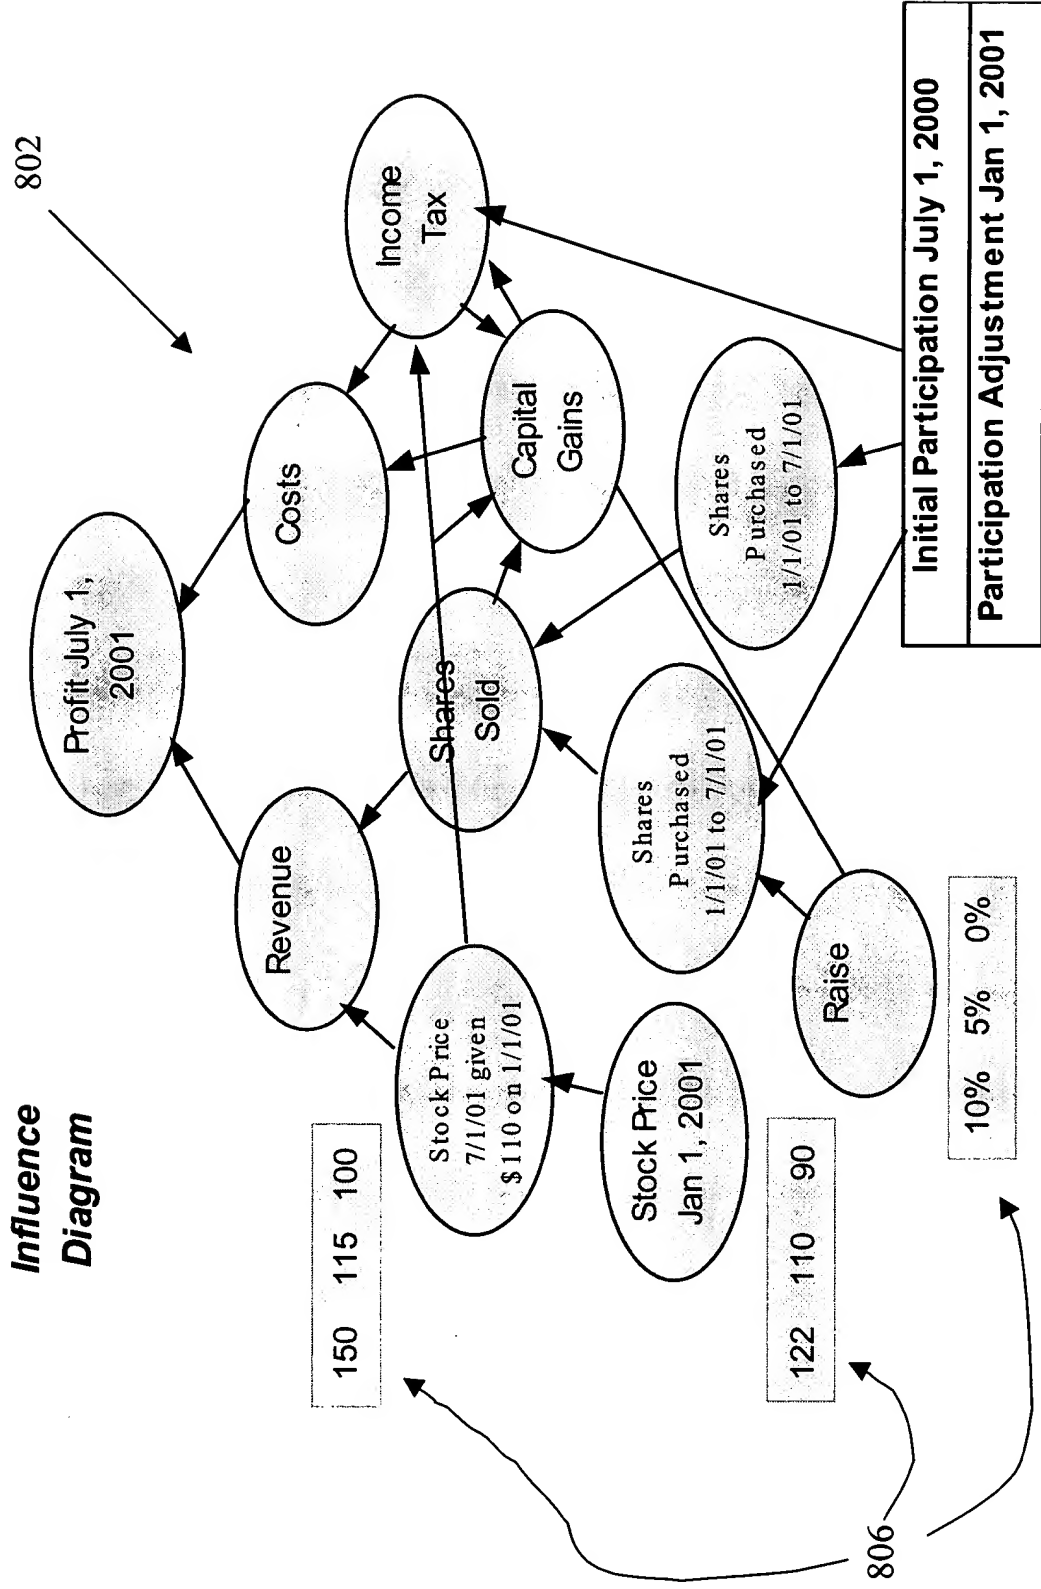 Influence
Diagram
802
Profit July 1,
2001
Revenue
Costs
Income
Tax
150 115 100
Stock Price
7/1/01 given
$110 on 1/1/01
Shares
Sold
Capital
Gains
Stock Price
Jan 1, 2001
Shares
Purchased
1/1/01 to 7/1/01
Shares
Purchased
1/1/01 to 7/1/01
122 110 90
Raise
10% 5% 0%
Initial Participation July 1, 2000
Participation Adjustment Jan 1, 2001
806